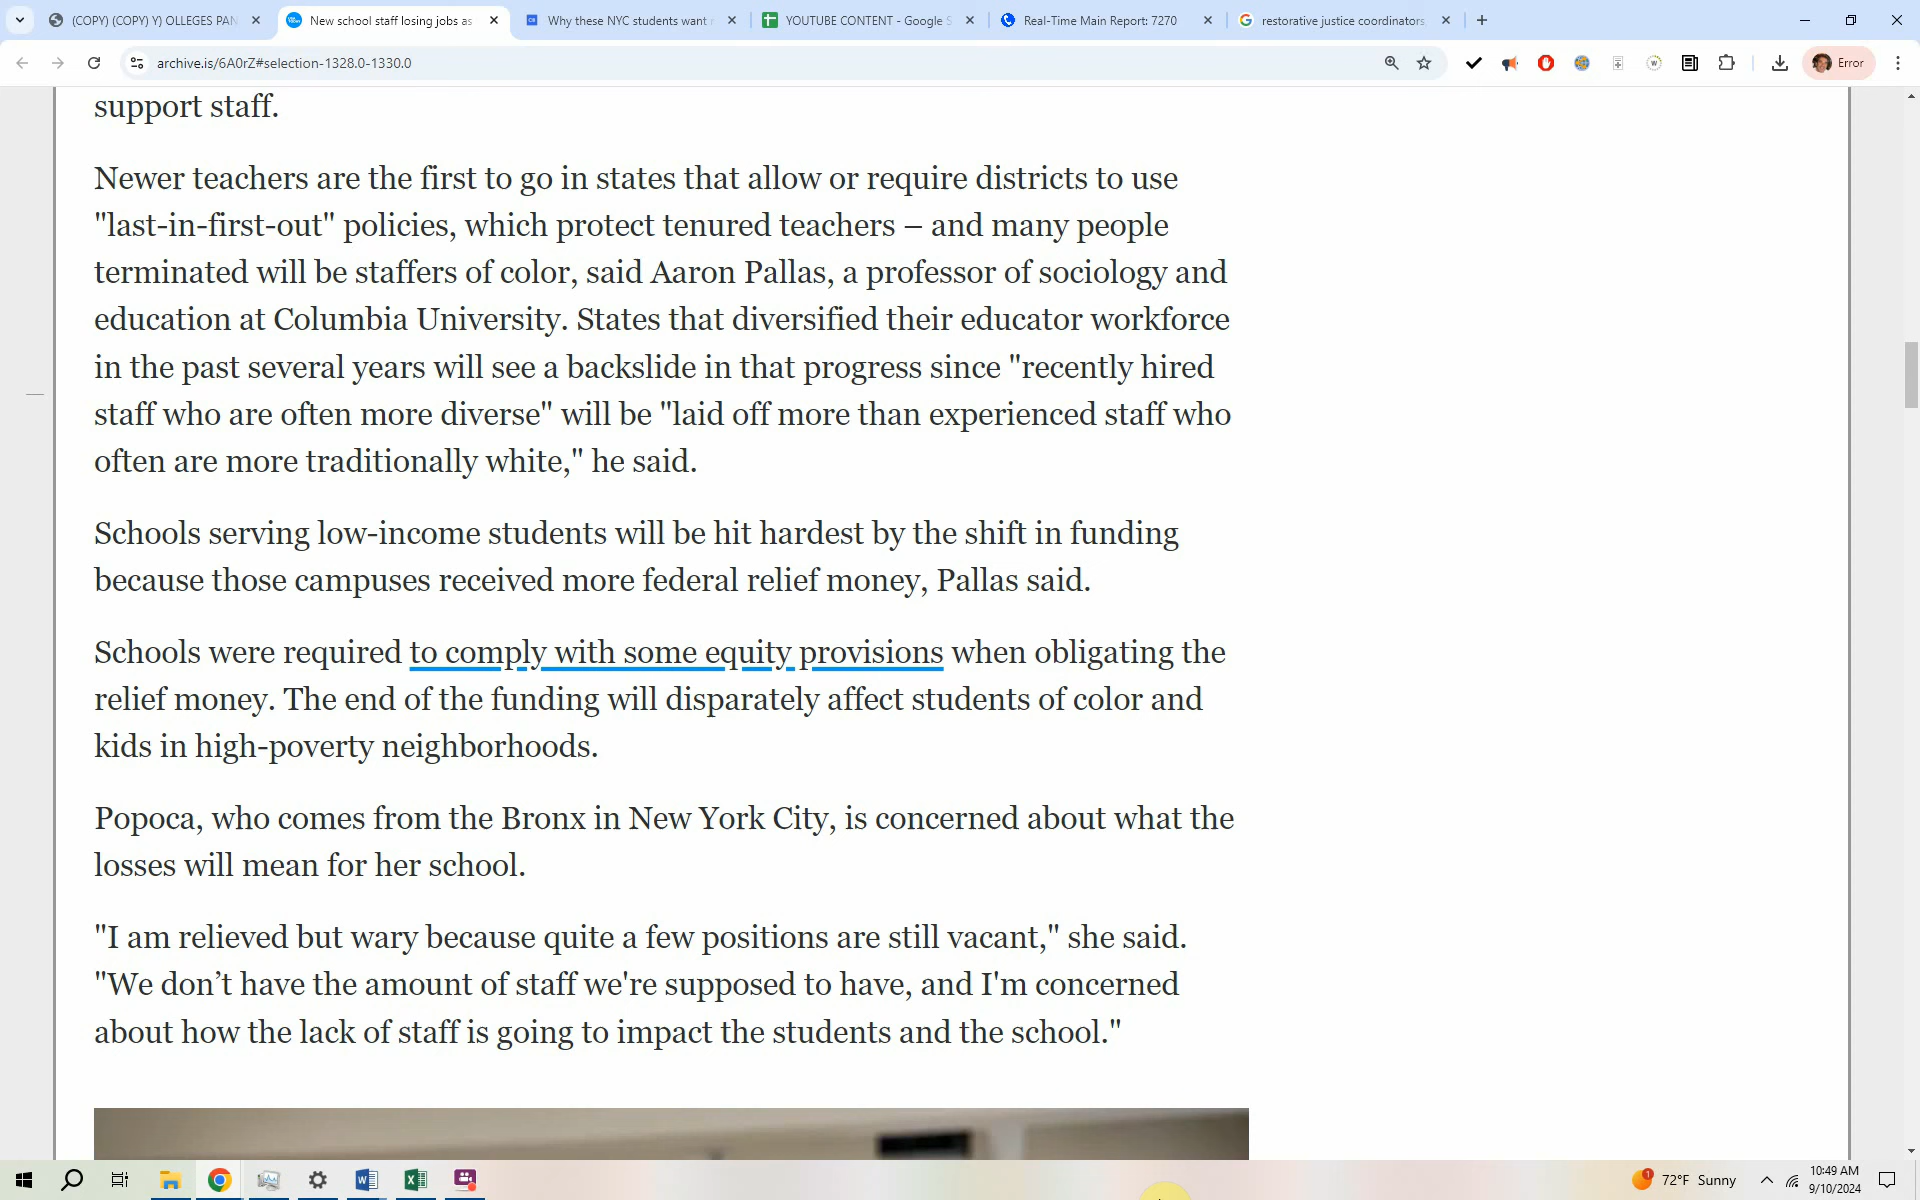 (COPY) (COPY) Y) OLLEGES PAN
New school staff losing jobs as
Why these NYC students want
YOUTUBE CONTENT - Google S
Real-Time Main Report: 7270
restorative justice coordinators
archive.is/6A0rZ#selection-1328.0-1330.0
Error
support staff.
Newer teachers are the first to go in states that allow or require districts to use
"last-in-first-out" policies, which protect tenured teachers – and many people
terminated will be staffers of color, said Aaron Pallas, a professor of sociology and
education at Columbia University. States that diversified their educator workforce
in the past several years will see a backslide in that progress since "recently hired
staff who are often more diverse" will be "laid off more than experienced staff who
often are more traditionally white," he said.
Schools serving low-income students will be hit hardest by the shift in funding
because those campuses received more federal relief money, Pallas said.
Schools were required to comply with some equity provisions when obligating the
relief money. The end of the funding will disparately affect students of color and
kids in high-poverty neighborhoods.
Popoca, who comes from the Bronx in New York City, is concerned about what the
losses will mean for her school.
"I am relieved but wary because quite a few positions are still vacant," she said.
"We don’t have the amount of staff we're supposed to have, and I'm concerned
about how the lack of staff is going to impact the students and the school."
1
72°F Sunny
10:49 AM
9/10/2024